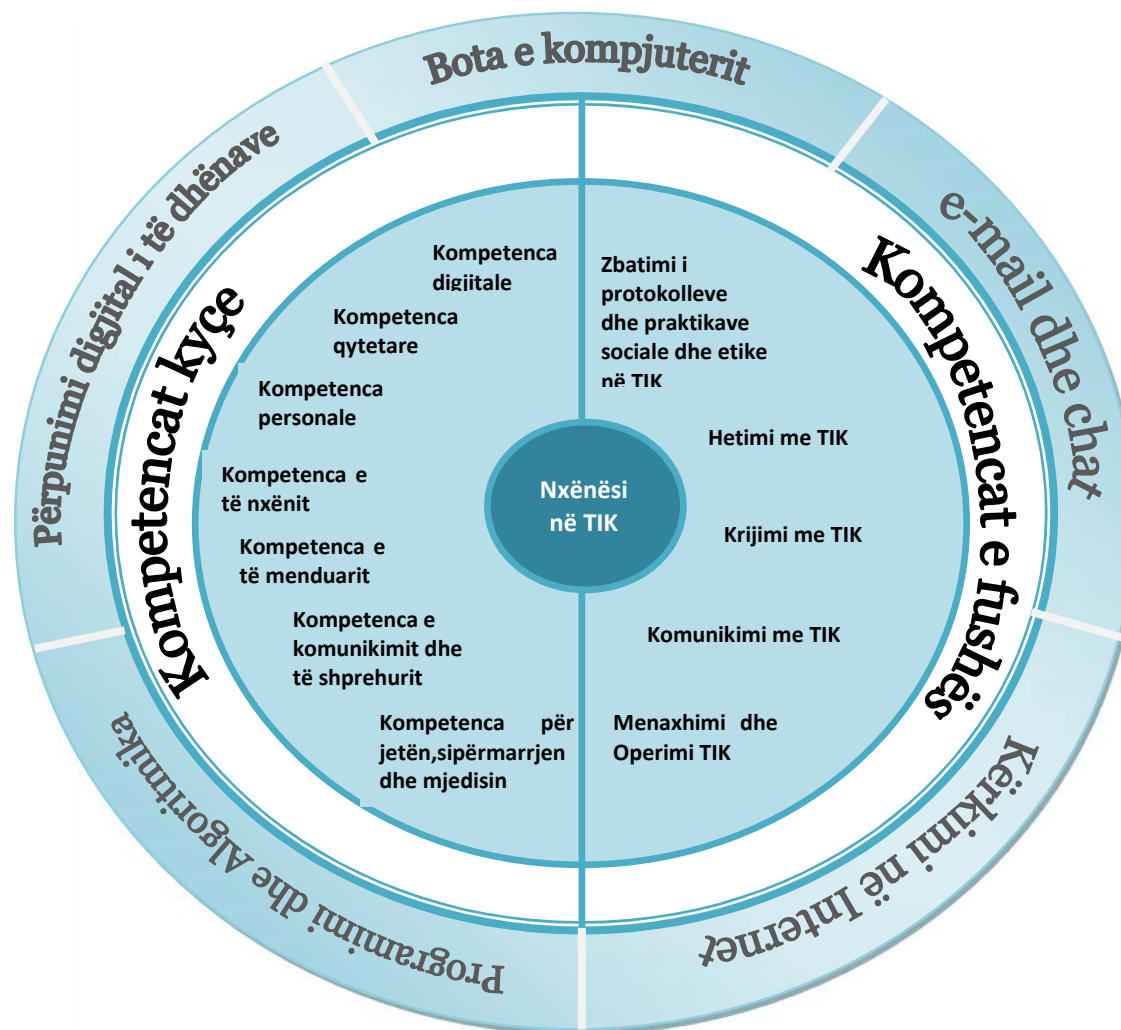 Bota e kompjuterit
e-mail dhe chat
Kërkimi në Internet
Programimi dhe Algoritmika
Përpunimi digjital i të dhënave
Kompetencat kyçe
Kompetencat e fushës
Kompetenca
digjitale
Kompetenca
qytetare
Kompetenca
personale
Kompetenca e
të nxënit
Kompetenca e
të menduarit
Kompetenca e
komunikimit dhe
të shprehurit
Kompetenca për
jetën,sipërmarrjen
dhe mjedisin
Nxënësi
në TIK
Zbatimi i
protokolleve
dhe praktikave
sociale dhe etike
në TIK
Hetimi me TIK
Krijimi me TIK
Komunikimi me TIK
Menaxhimi dhe
Operimi TIK